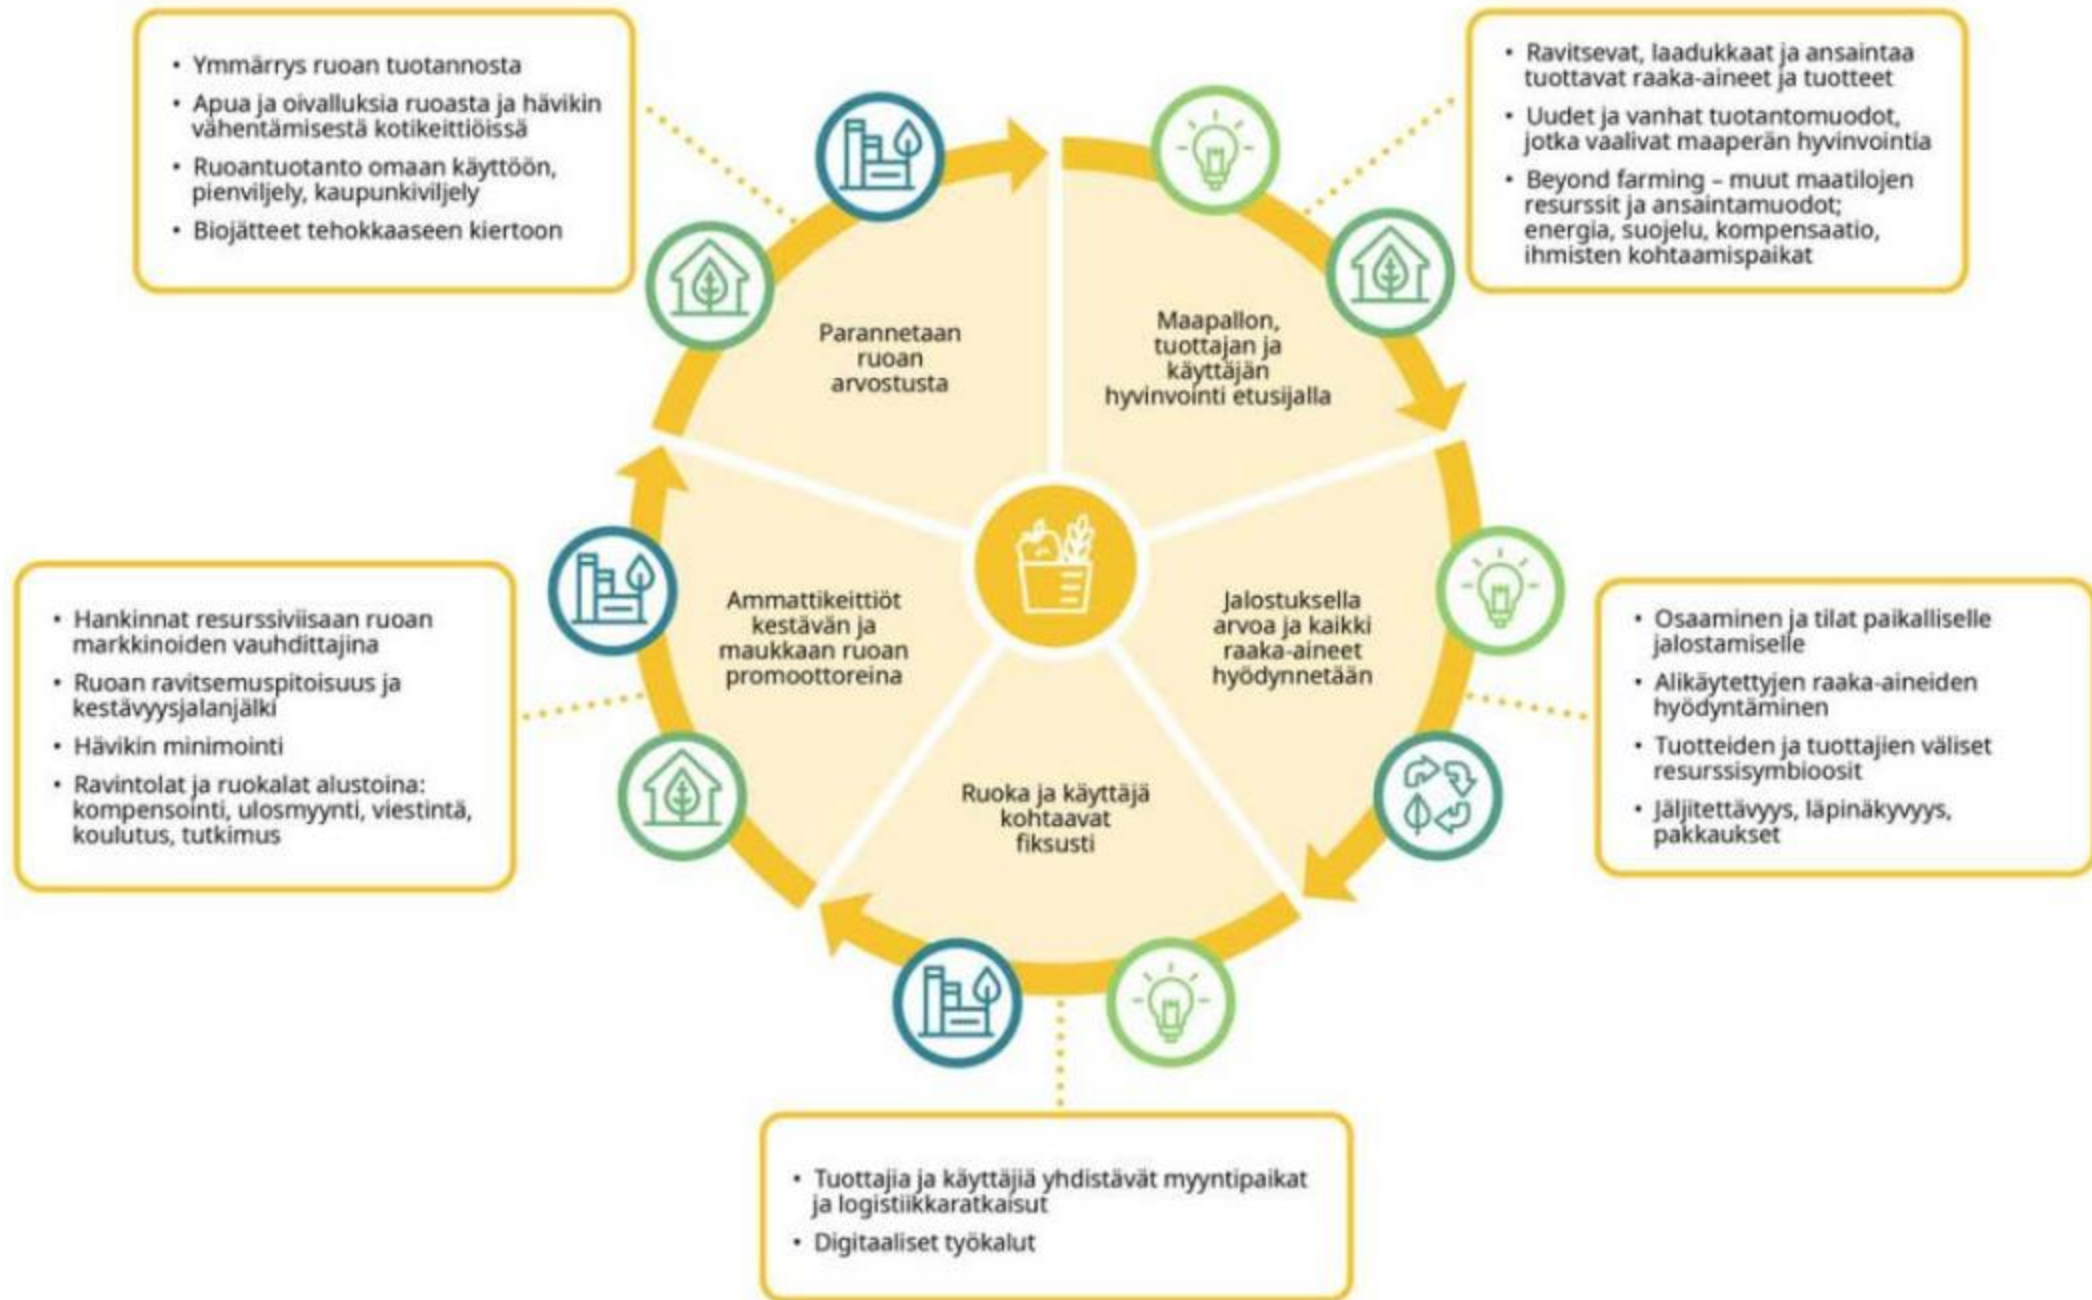 • Ymmärrys ruoan tuotannosta
• Apua ja oivalluksia ruoasta ja hävikin
vähentämisestä kotikeittiöissä
• Ruoantuotanto omaan käyttöön,
pienviljely, kaupunkiviljely
• Biojätteet tehokkaaseen kiertoon
• Ravitsevat, laadukkaat ja ansaintaa
tuottavat raaka-aineet ja tuotteet
• Uudet ja vanhat tuotantomuodot,
jotka vaalivat maaperän hyvinvointia
• Beyond farming – muut maatilojen
resurssit ja ansaintamuodot;
energia, suojelu, kompensaatio,
ihmisten kohtaamispaikat
Parannetaan
ruoan
arvostusta
Maapallon,
tuottajan ja
käyttäjän
hyvinvointi etusijalla
• Hankinnat resurssiviisaan ruoan
markkinoiden vauhdittajina
• Ruoan ravitsemuspitoisuus ja
kestävyysjalanjälki
• Hävikin minimointi
• Ravintolat ja ruokalat alustoina:
kompensointi, ulosmyynti, viestintä,
koulutus, tutkimus
Ammattikeittiöt
kestävän ja
maukkaan ruoan
promoottoreina
Jalostuksella
arvoa ja kaikki
raaka-aineet
hyödynnetään
• Osaaminen ja tilat paikalliselle
jalostamiselle
• Alikäytettyjen raaka-aineiden
hyödyntäminen
• Tuotteiden ja tuottajien väliset
resurssisymbioosit
• Jäljitettävyys, läpinäkyvyys,
pakkaukset
Ruoka ja käyttäjä
kohtaavat
fiksusti
• Tuottajia ja käyttäjiä yhdistävät myyntipaikat
ja logistiikkaratkaisut
• Digitaaliset työkalut